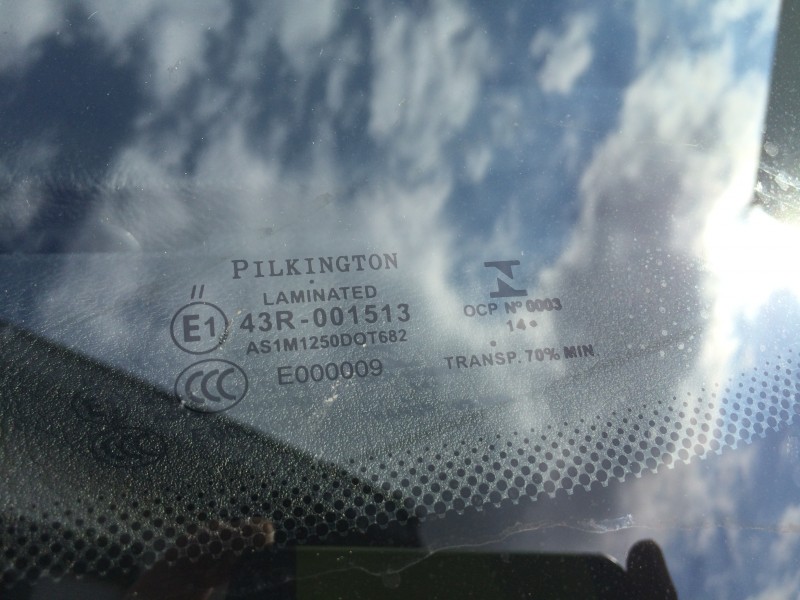 PILKINGTON
LAMINATED
E1 43R-001513
AS1M1250DOT682
CCC E000009
OCP Nº 0003
14
TRANSP. 70% MIN